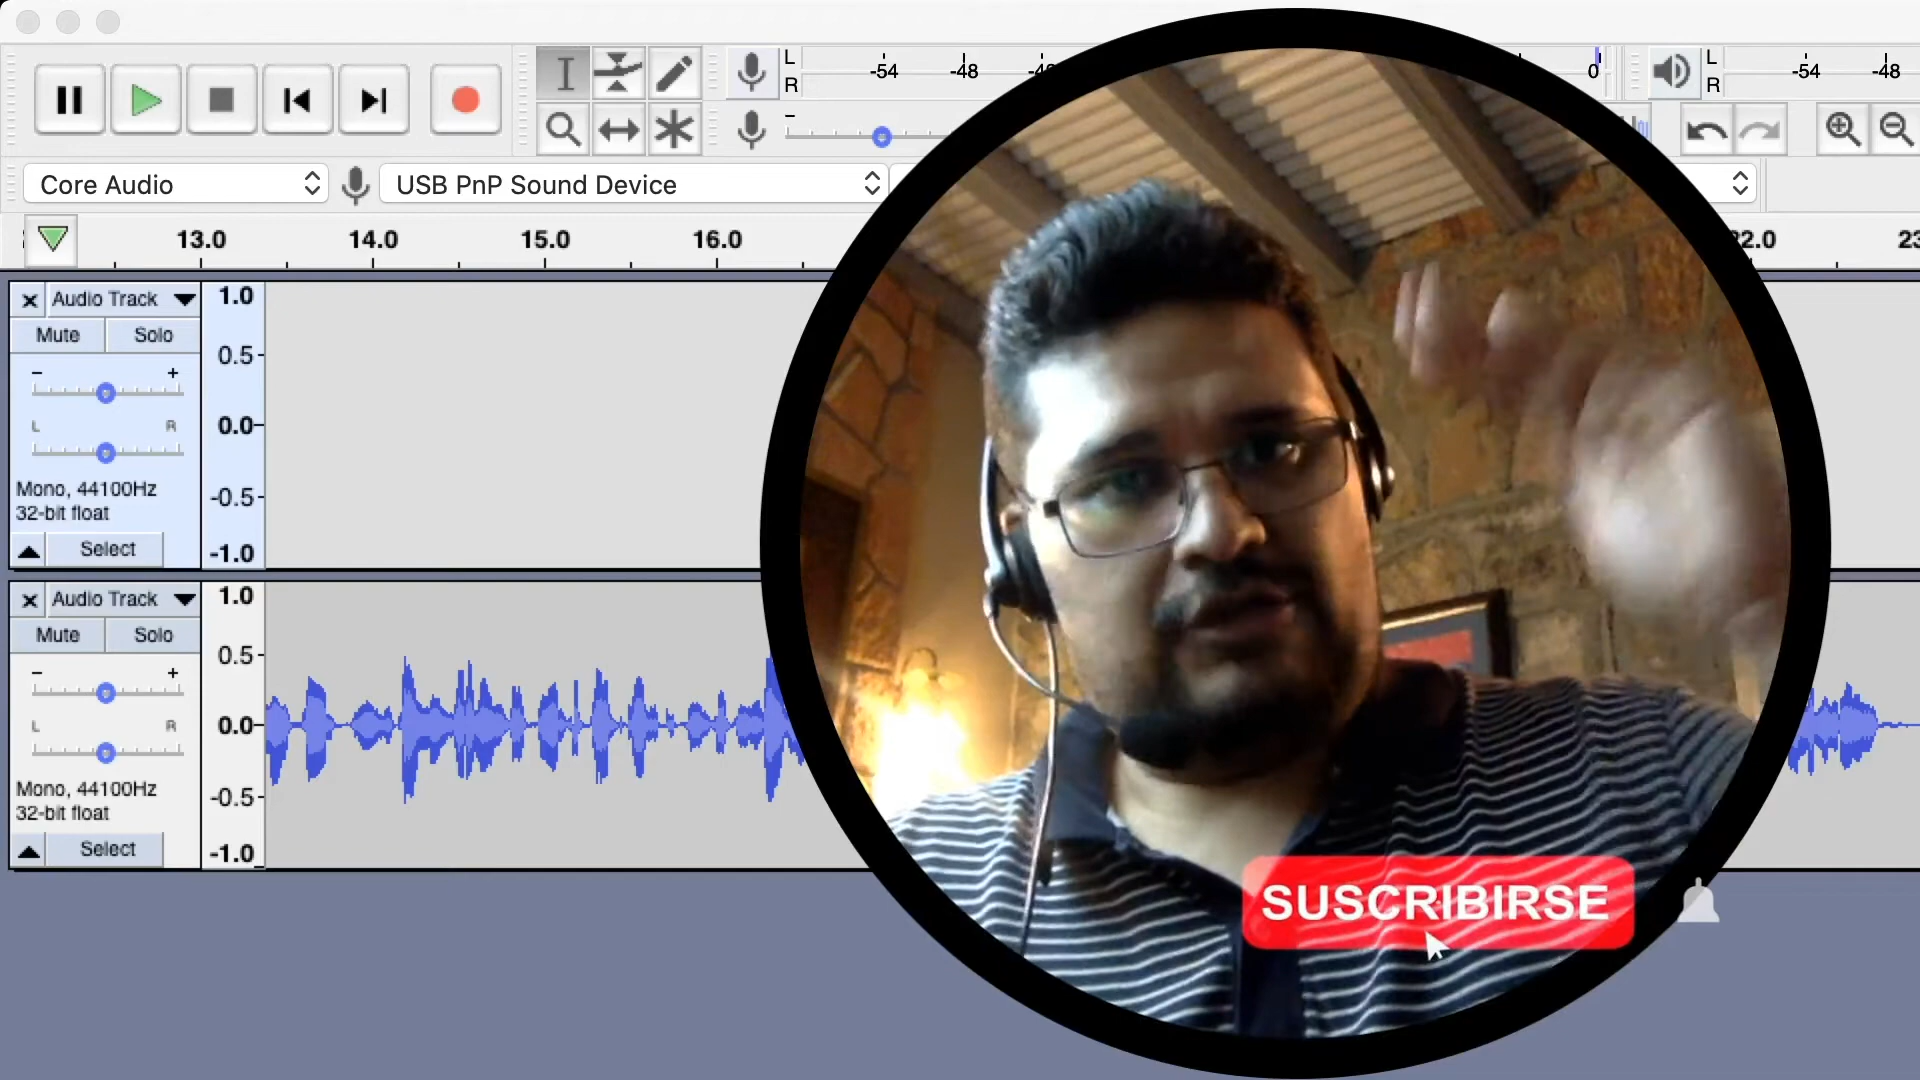 L
R
-54 -48
0
L
R
-54 -48
Core Audio
USB PnP Sound Device
13.0 14.0 15.0 16.0
Audio Track
Mute Solo
- +
L R
Mono, 44100Hz
32-bit float
Select
1.0
0.5
0.0
-0.5
-1.0
Audio Track
Mute Solo
- +
L R
Mono, 44100Hz
32-bit float
Select
1.0
0.5
0.0
-0.5
-1.0
SUSCRIBIRSE